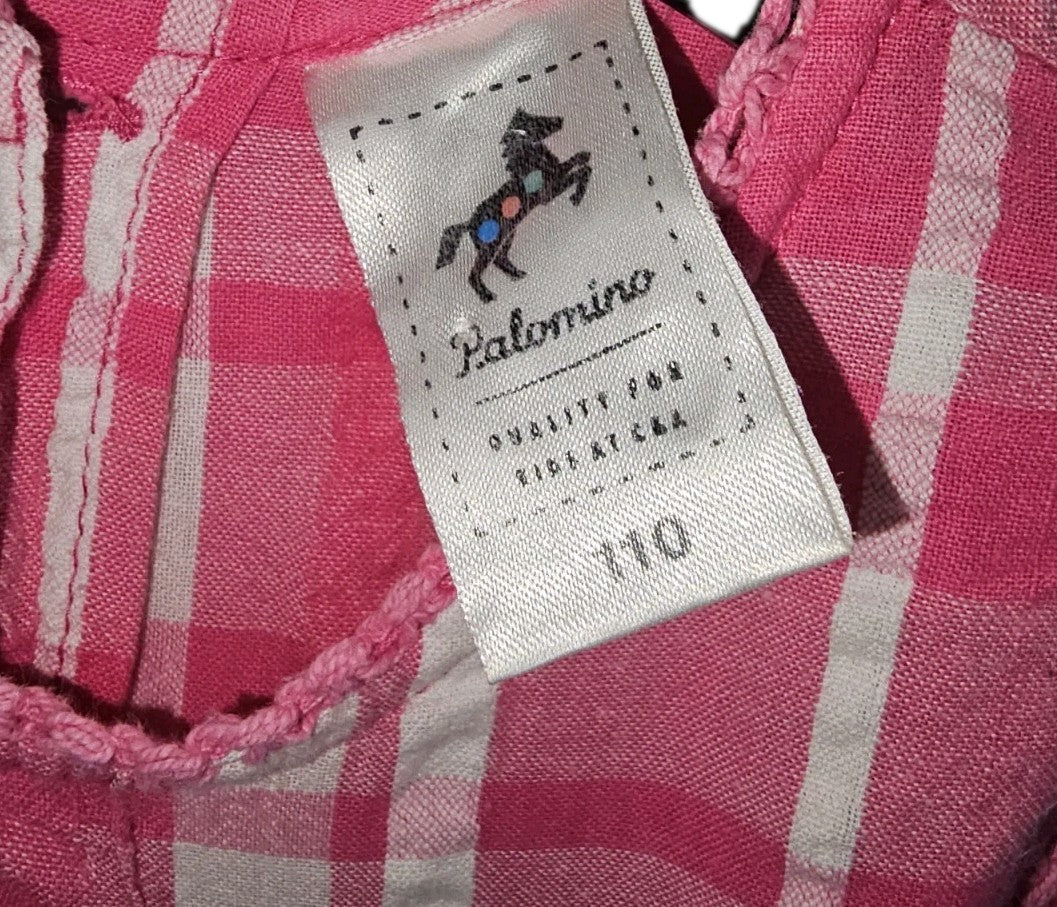 Palomino
QUALITY FOR
KIDS AT C&A
110